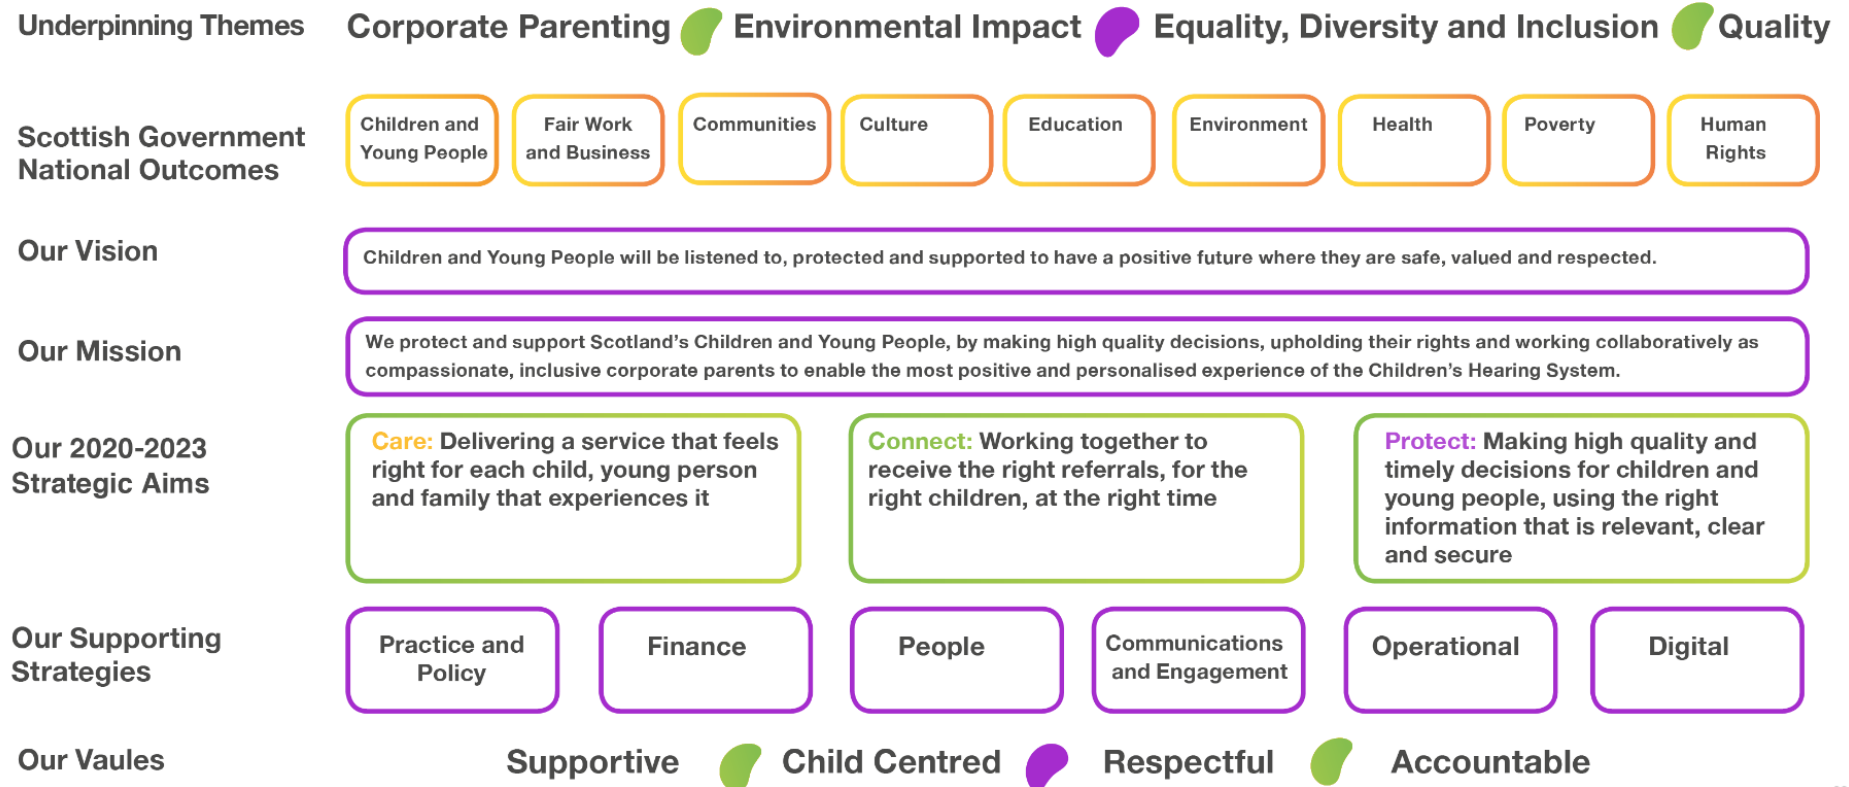 Underpinning Themes
Corporate Parenting Environmental Impact Equality, Diversity and Inclusion Quality
Scottish Government
National Outcomes
Children and
Young People
Fair Work
and Business
Communities
Culture
Education
Environment
Health
Poverty
Human
Rights
Our Vision
Children and Young People will be listened to, protected and supported to have a positive future where they are safe, valued and respected.
Our Mission
We protect and support Scotland’s Children and Young People, by making high quality decisions, upholding their rights and working collaboratively as
compassionate, inclusive corporate parents to enable the most positive and personalised experience of the Children’s Hearing System.
Our 2020-2023
Strategic Aims
Care: Delivering a service that feels
right for each child, young person
and family that experiences it
Connect: Working together to
receive the right referrals, for the
right children, at the right time
Protect: Making high quality and
timely decisions for children and
young people, using the right
information that is relevant, clear
and secure
Our Supporting
Strategies
Practice and
Policy
Finance
People
Communications
and Engagement
Operational
Digital
Our Vaules
Supportive Child Centred Respectful Accountable